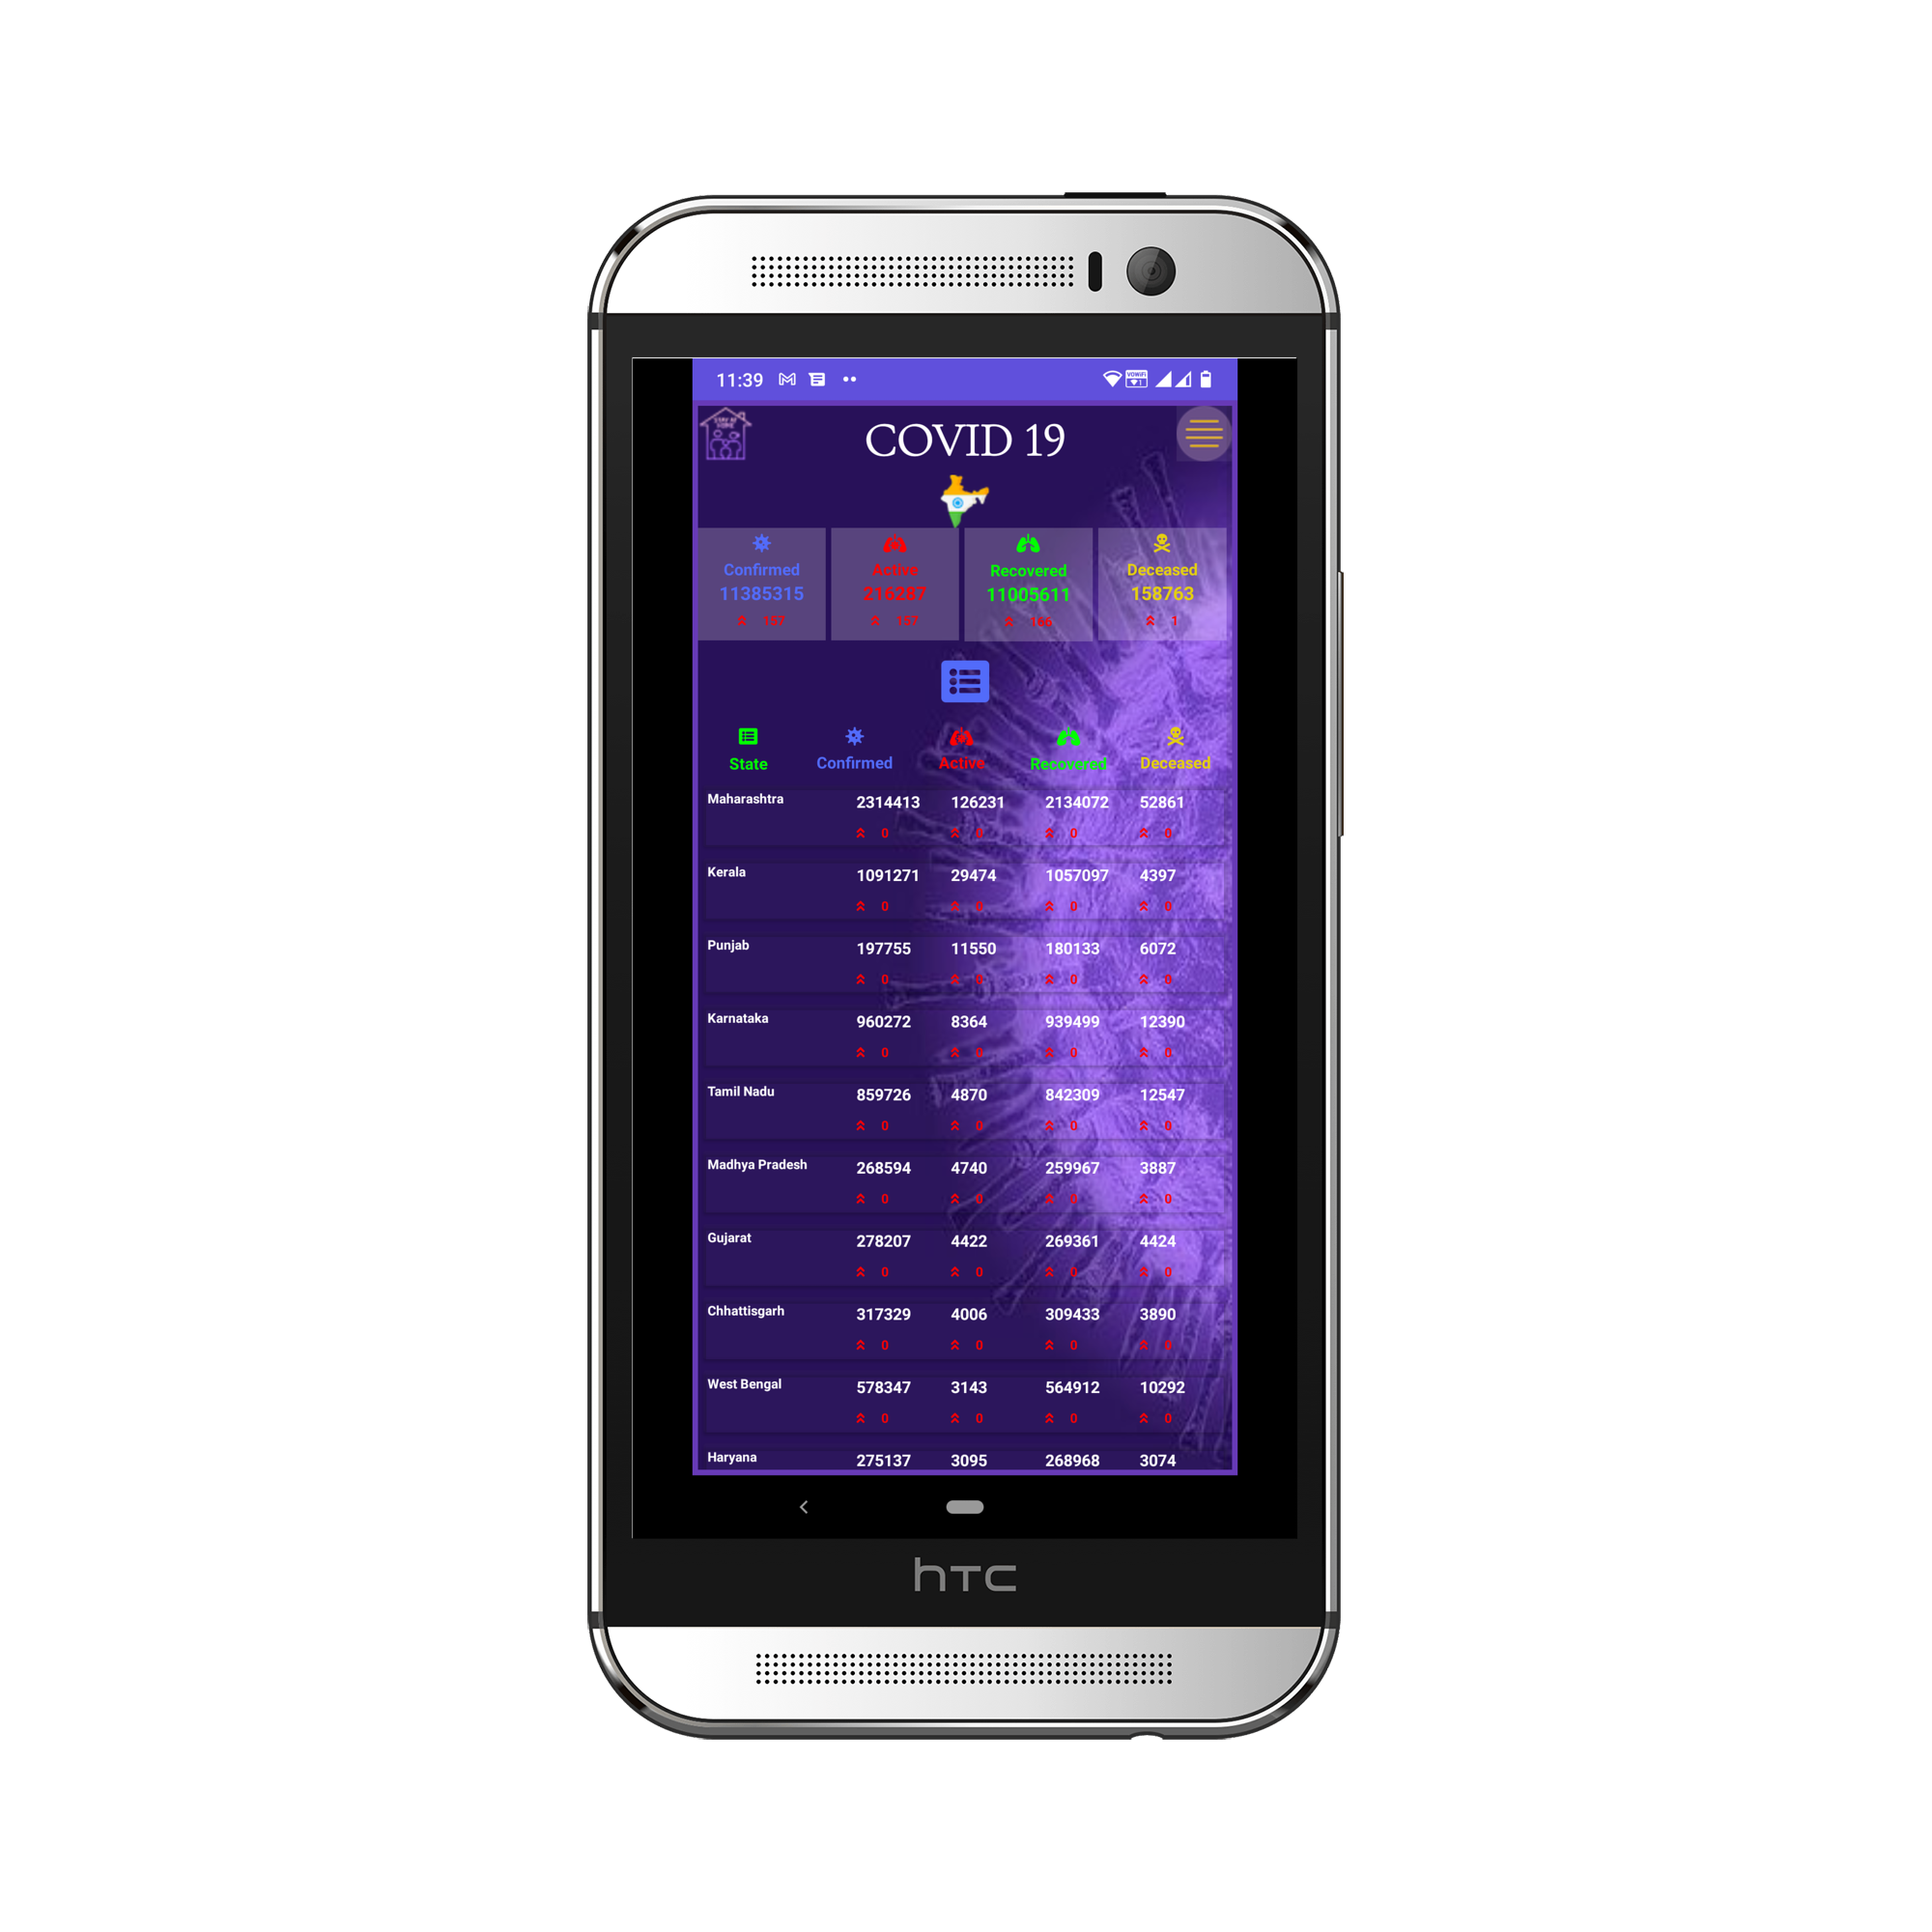 11:39
VOWIFI
1
STAY AT
HOME
COVID 19
Confirmed Active Recovered Deceased
11385315 216287 11005611 158763
157 1
State Confirmed Active Recovered Deceased
Maharashtra 2314413 126231 2134072 52861
0 0 0 0
Kerala 1091271 29474 1057097 4397
0 0 0 0
Punjab 197755 11550 180133 6072
0 0 0 0
Karnataka 960272 8364 939499 12390
0 0 0 0
Tamil Nadu 859726 4870 842309 12547
0 0 0 0
Madhya Pradesh 268594 4740 259967 3887
0 0 0 0
Gujarat 278207 4422 269361 4424
0 0 0 0
Chhattisgarh 317329 4006 309433 3890
0 0 0 0
West Bengal 578347 3143 564912 10292
0 0 0 0
Haryana 275137 3095 268968 3074
hTC